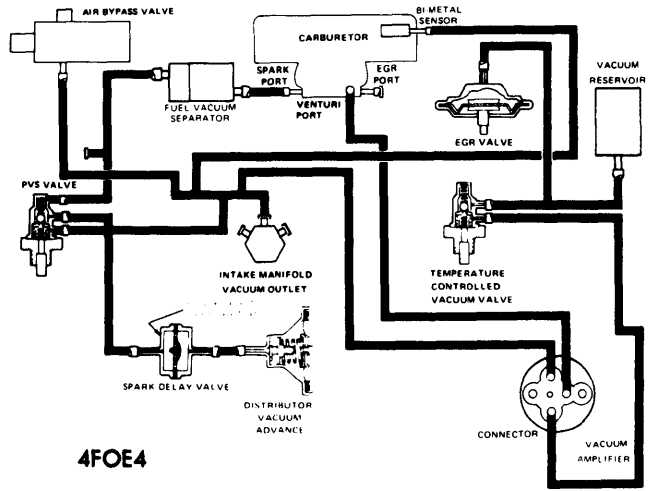 AIR BYPASS VALVE
BI-METAL
SENSOR
CARBURETOR
VACUUM
RESERVOIR
SPARK
PORT
EGR
PORT
FUEL VACUUM
SEPARATOR
VENTURI
PORT
EGR VALVE
PVS VALVE
INTAKE MANIFOLD
VACUUM OUTLET
TEMPERATURE
CONTROLLED
VACUUM VALVE
SPARK DELAY VALVE
DISTRIBUTOR
VACUUM
ADVANCE
CONNECTOR
VACUUM
AMPLIFIER
4FOE4